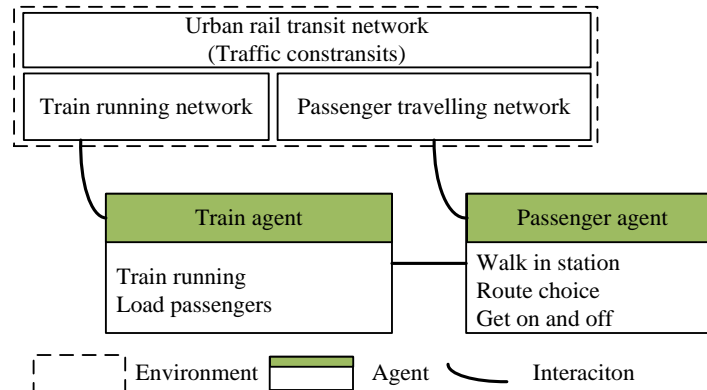 Urban rail transit network
(Traffic constransits)
Train running network
Passenger travelling network
Train agent
Train running
Load passengers
Passenger agent
Walk in station
Route choice
Get on and off
Environment
Agent
Interaciton